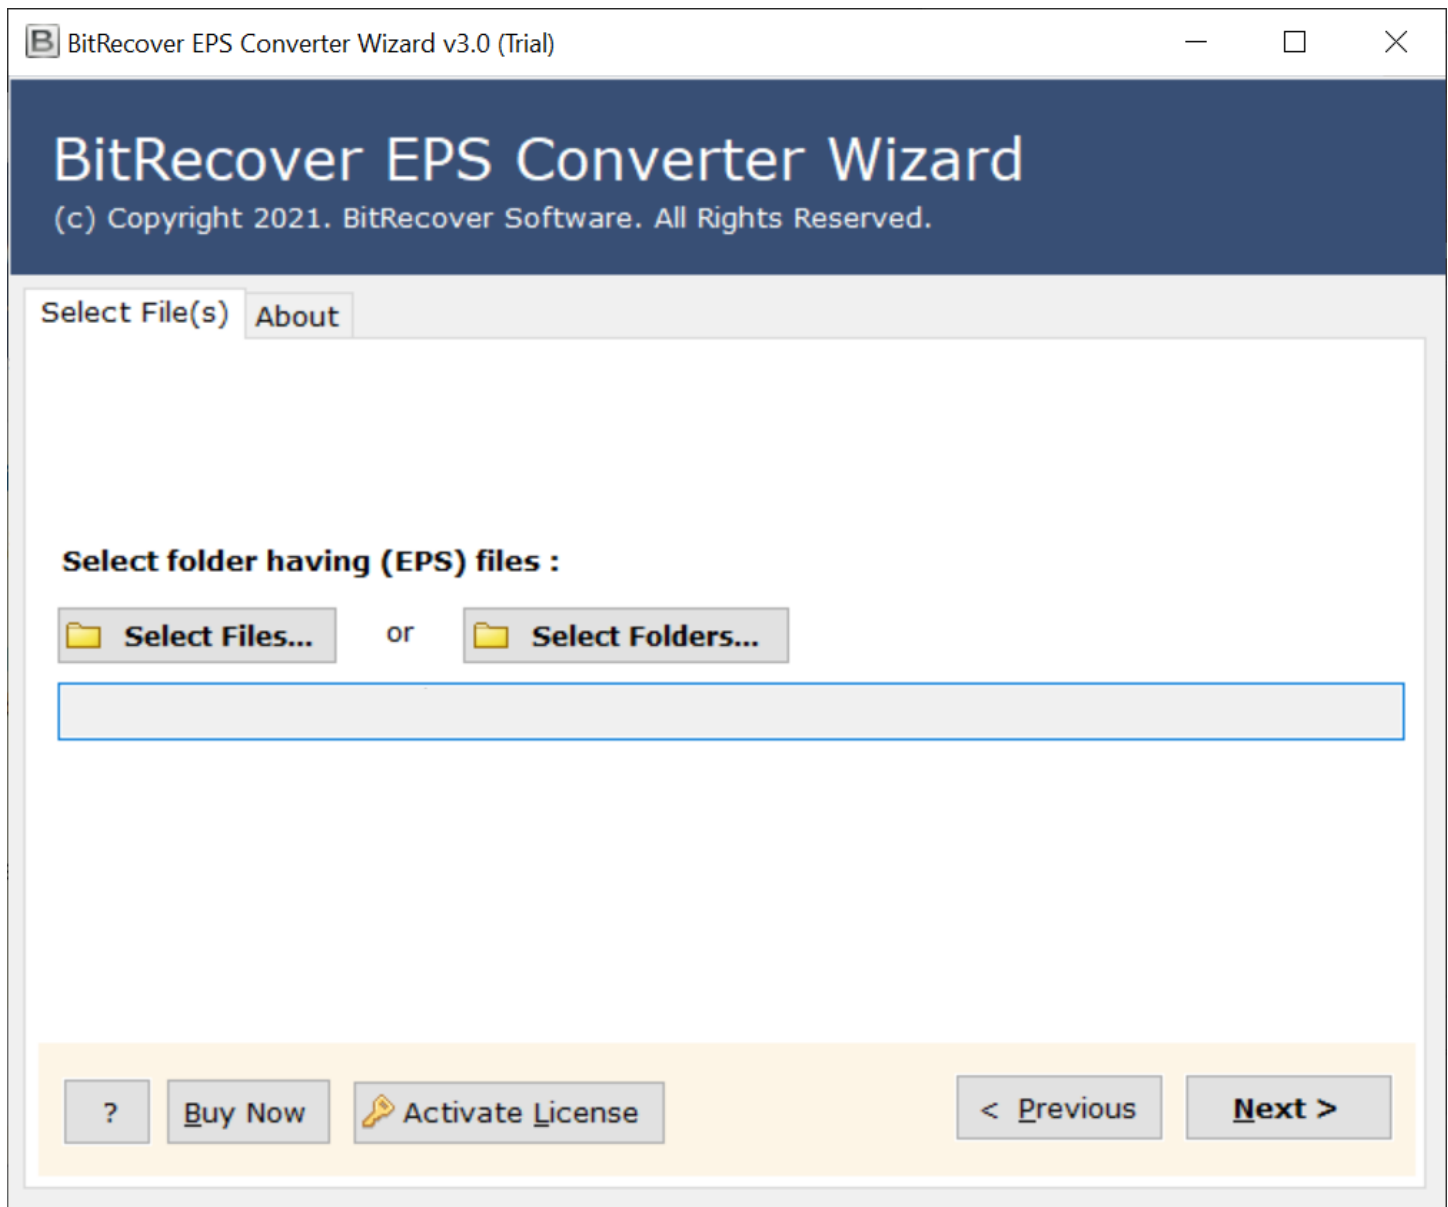 B BitRecover EPS Converter Wizard v3.0 (Trial)
BitRecover EPS Converter Wizard
(c) Copyright 2021. BitRecover Software. All Rights Reserved.
Select File(s) About
Select folder having (EPS) files :
Select Files... or Select Folders...
? Buy Now Activate License < Previous Next >